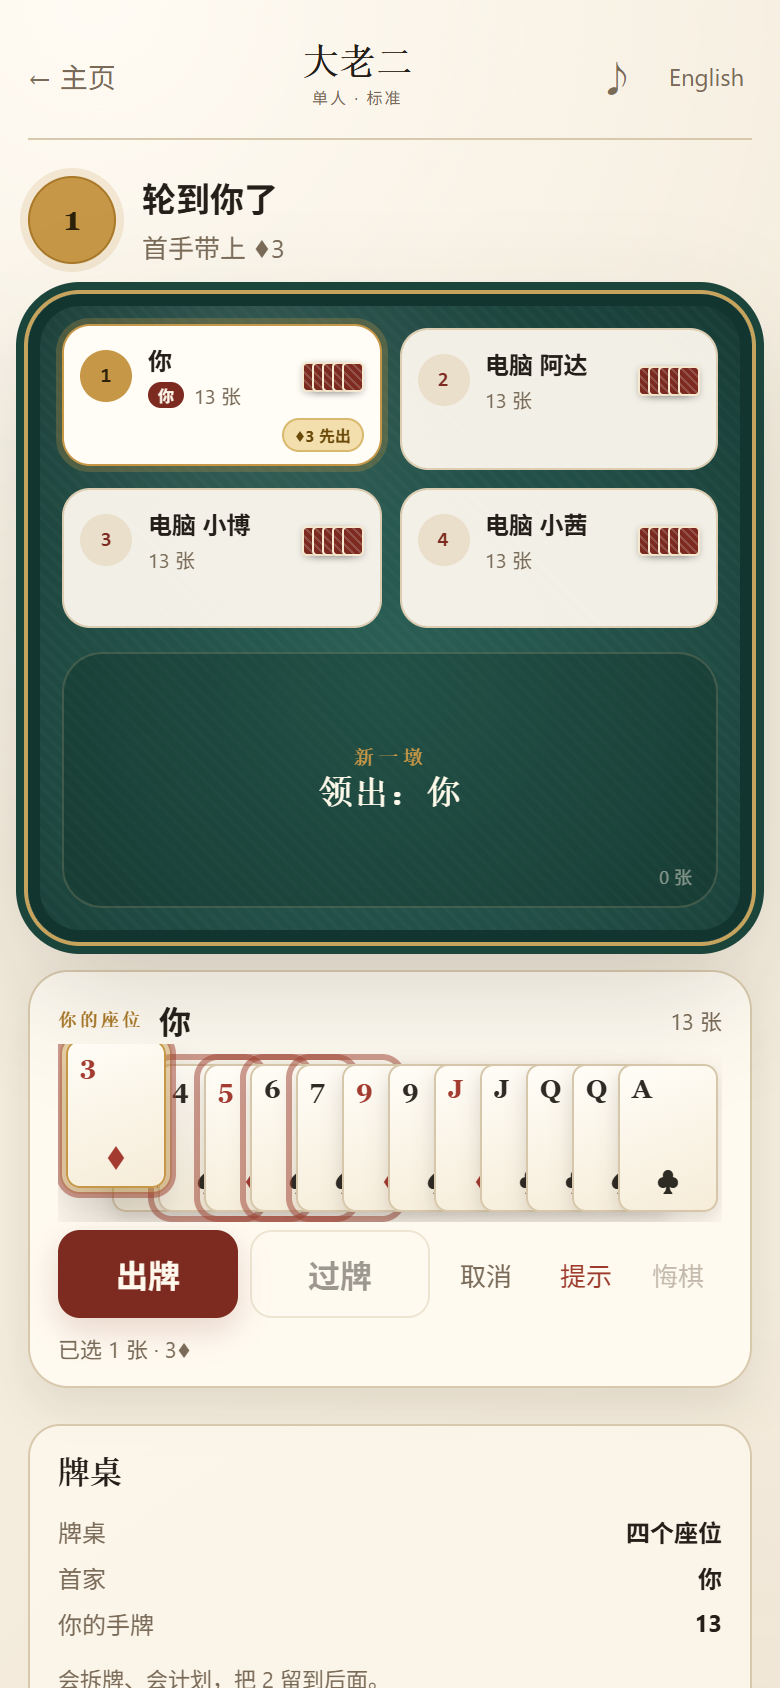 ← 主页
大老二
单人 · 标准
English
1
轮到你了
首手带上 ♦3
1
你
你 13 张
♦3 先出
2
电脑 阿达
13 张
3
电脑 小博
13 张
4
电脑 小茜
13 张
新一墩
领出：你
0 张
你的座位 你
13 张
3 4 5 6 7 9 9 J J Q Q A
出牌
过牌
取消
提示
悔棋
已选 1 张 · 3♦
牌桌
牌桌 四个座位
首家 你
你的手牌 13
会拆牌、会计划，把 2 留到后面。